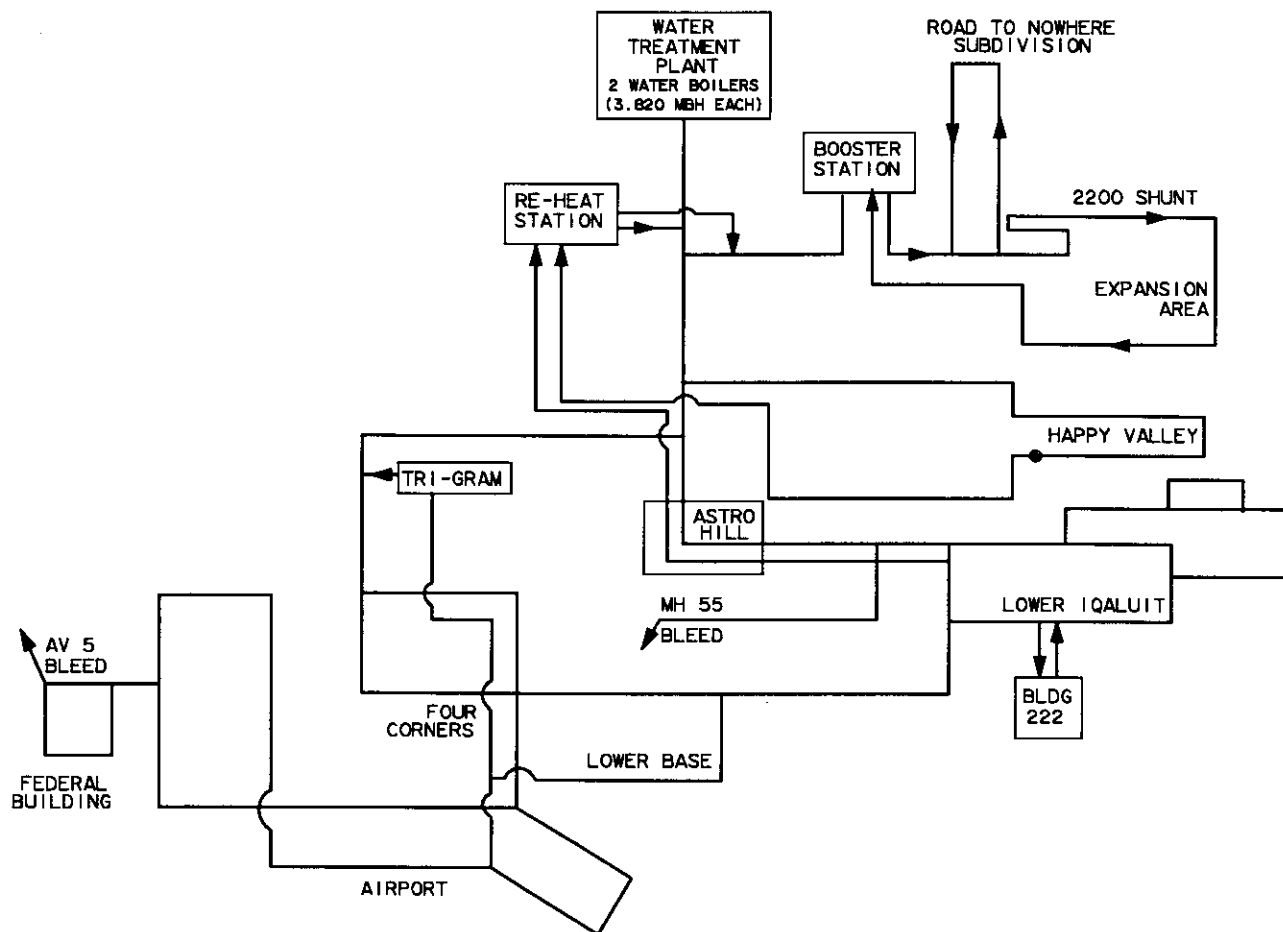 WATER
TREATMENT
PLANT
2 WATER BOILERS
(3.820 MBH EACH)
ROAD TO NOWHERE
SUBDIVISION
BOOSTER
STATION
RE-HEAT
STATION
2200 SHUNT
EXPANSION
AREA
HAPPY VALLEY
TRI-GRAM
ASTRO
HILL
MH 55
BLEED
LOWER IQALUIT
AV 5
BLEED
BLDG
222
FOUR
CORNERS
LOWER BASE
FEDERAL
BUILDING
AIRPORT